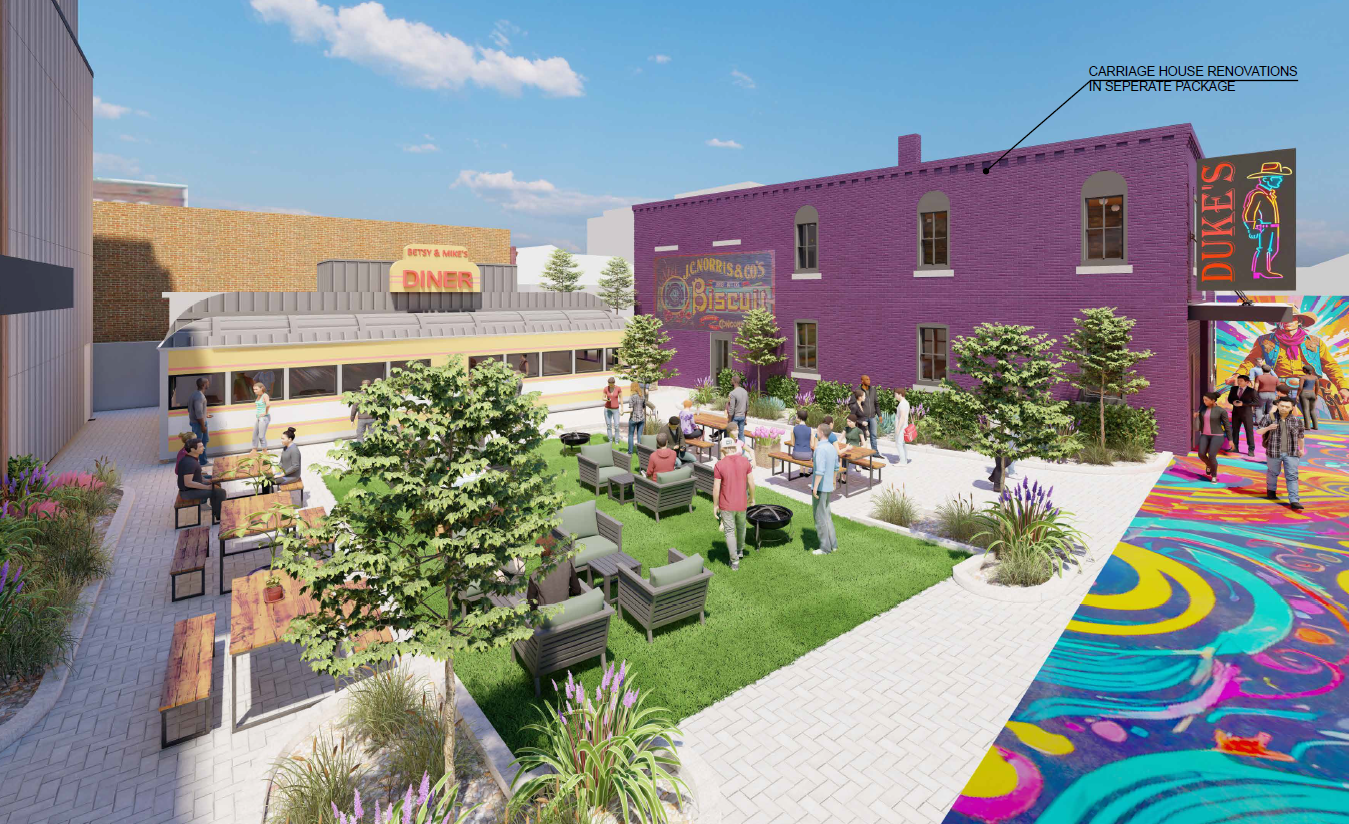 CARRIAGE HOUSE RENOVATIONS
IN SEPERATE PACKAGE
DUKE'S
BETSY & MIKE'S
DINER
J.C. NORRIS & CO'S
Biscuit